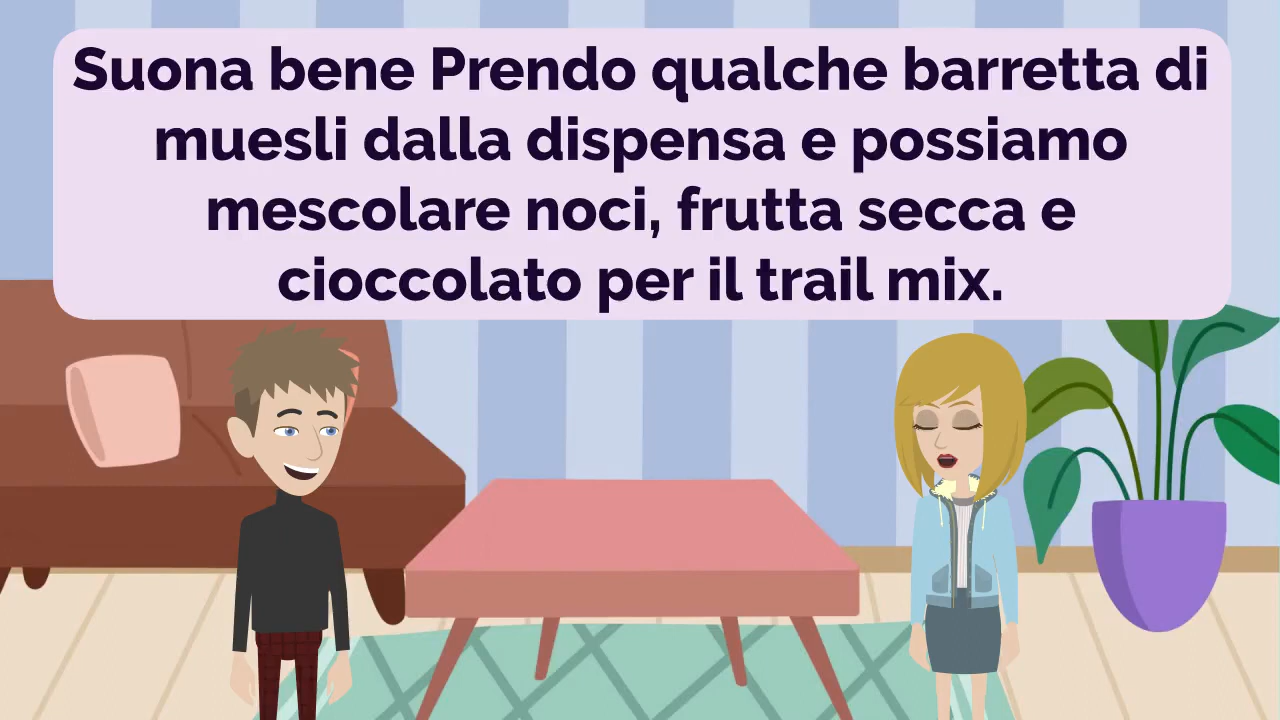 Suona bene Prendo qualche barretta di
muesli dalla dispensa e possiamo
mescolare noci, frutta secca e
cioccolato per il trail mix.